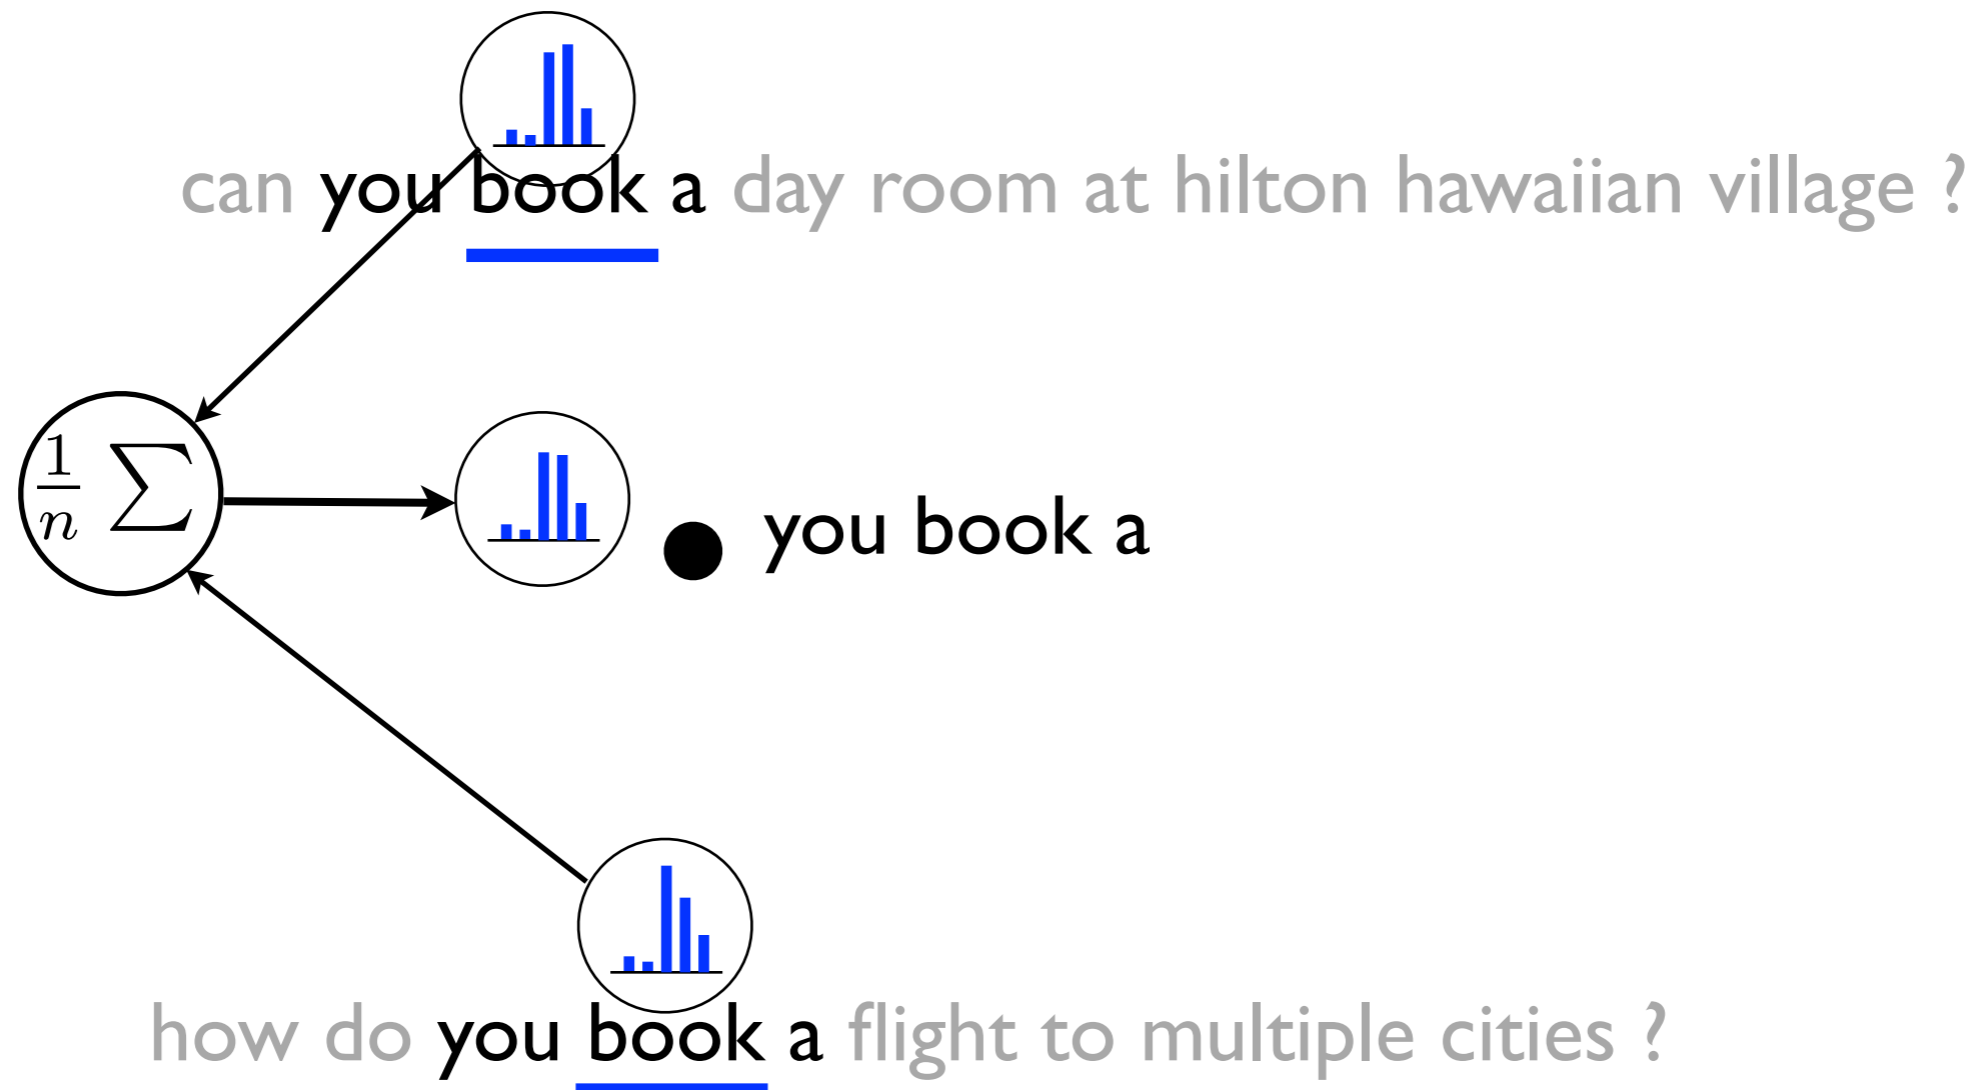 can you book a day room at hilton hawaiian village ?
1/n ∑
you book a
how do you book a flight to multiple cities ?